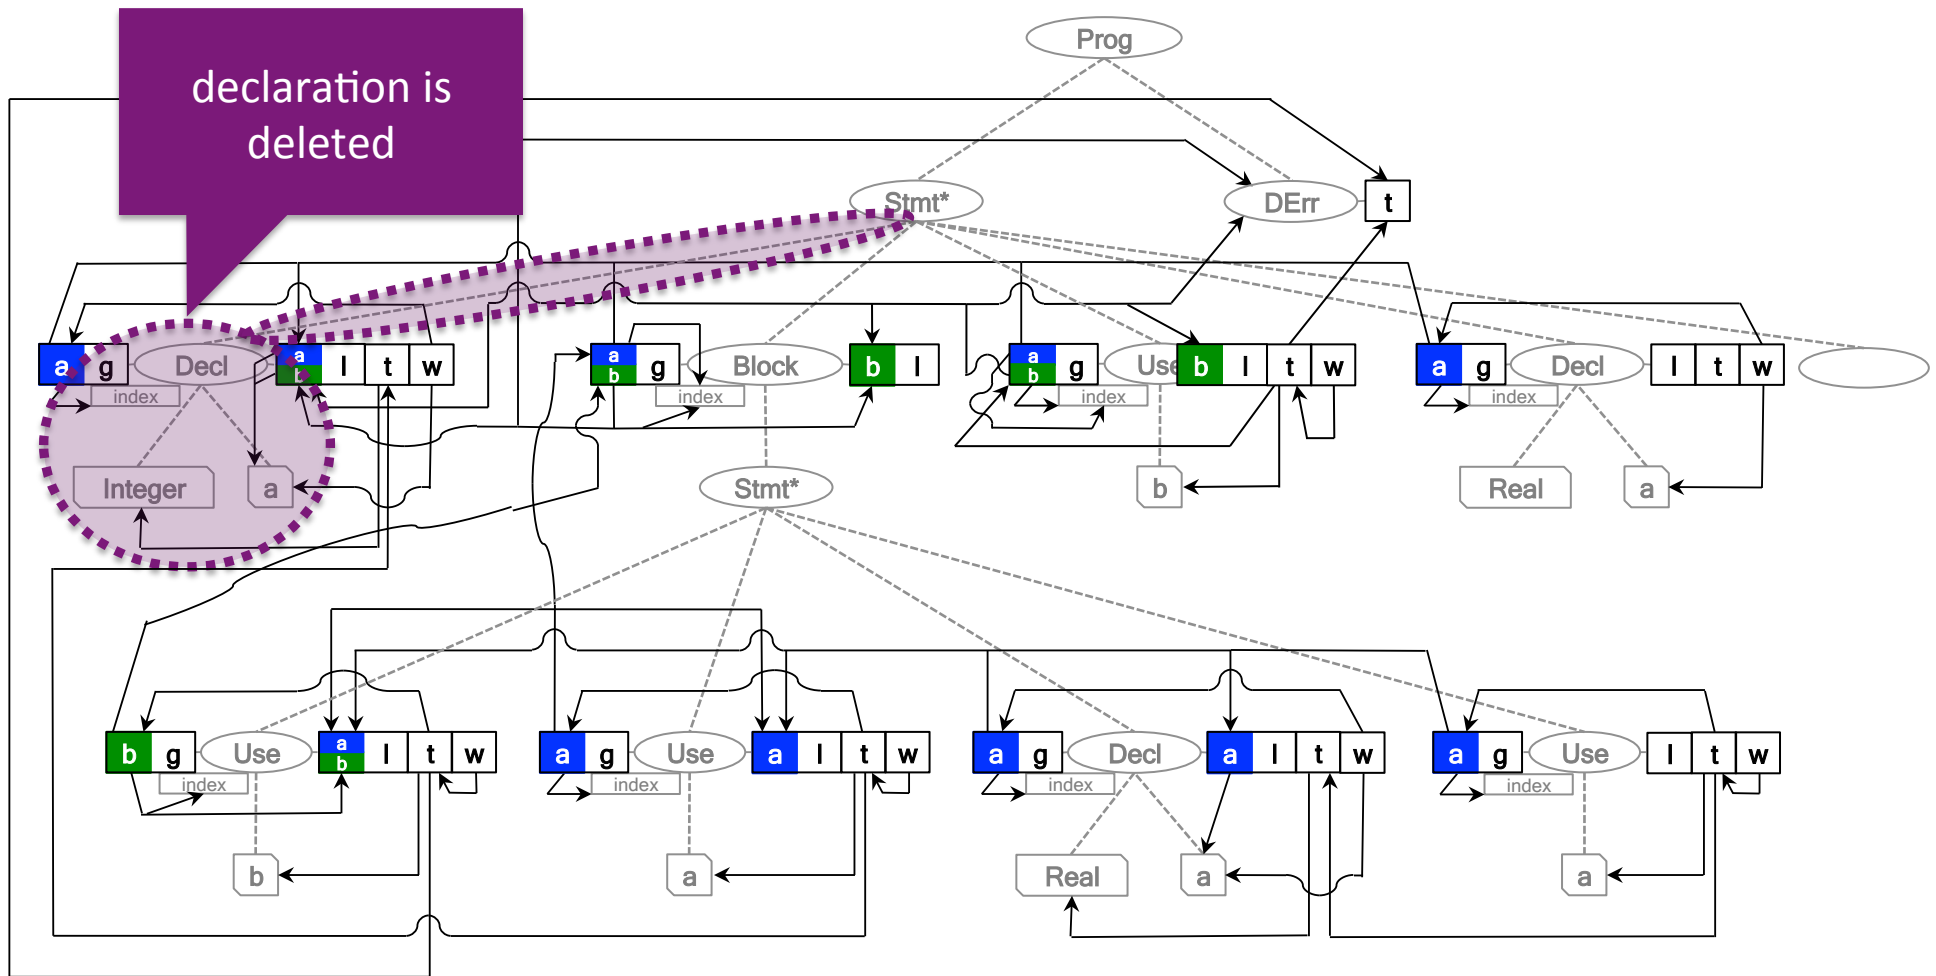 declaration is
deleted
Prog
Stmt*
DErr
t
a g
Decl
a
b
l t w
index
a
b
g
Block
b l
index
a
b
g
Use
b l t w
index
a g
Decl
l t w
index
Integer
a
Stmt*
b
Real
a
b g
Use
a
b
l t w
index
a g
Use
a l t w
index
a g
Decl
a l t w
index
a g
Use
l t w
index
b
a
Real
a
a